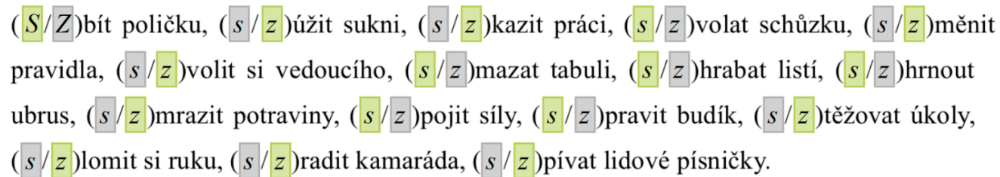 (S/Z)bít poličku, (s/z)úžit sukni, (s/z)kazit práci, (s/z)volat schůzku, (s/z)měnit
pravidla, (s/z)volit si vedoucího, (s/z)mazat tabuli, (s/z)hrabat listí, (s/z)hrnout
ubrus, (s/z)mrazit potraviny, (s/z)pojit síly, (s/z)pravit budík, (s/z)těžovat úkoly,
(s/z)lomit si ruku, (s/z)radit kamaráda, (s/z)pívat lidové písničky.